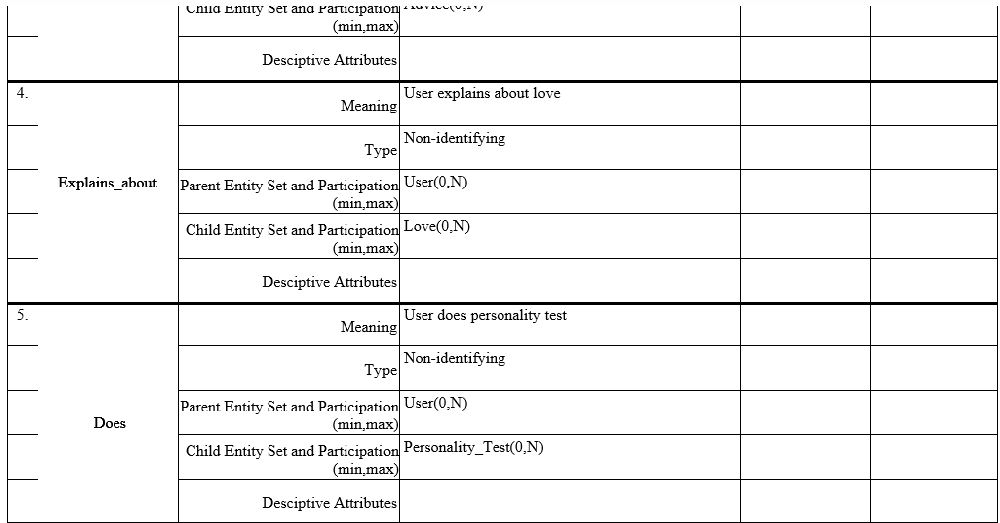 Child Entity Set and Participation Advice(0,N)
(min,max)
Desciptive Attributes
4.
Explains_about
Meaning User explains about love
Type Non-identifying
Parent Entity Set and Participation User(0,N)
(min,max)
Child Entity Set and Participation Love(0,N)
(min,max)
Desciptive Attributes
5.
Does
Meaning User does personality test
Type Non-identifying
Parent Entity Set and Participation User(0,N)
(min,max)
Child Entity Set and Participation Personality_Test(0,N)
(min,max)
Desciptive Attributes